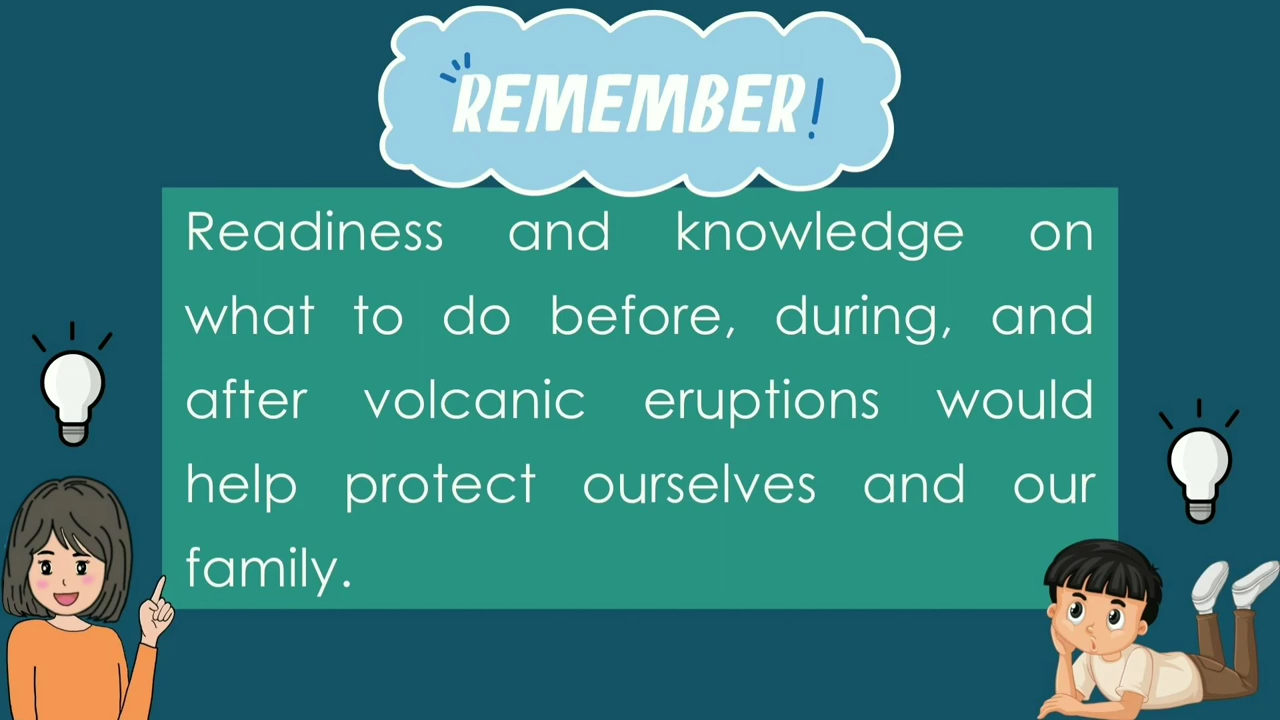 REMEMBER!
Readiness and knowledge on
what to do before, during, and
after volcanic eruptions would
help protect ourselves and our
family.